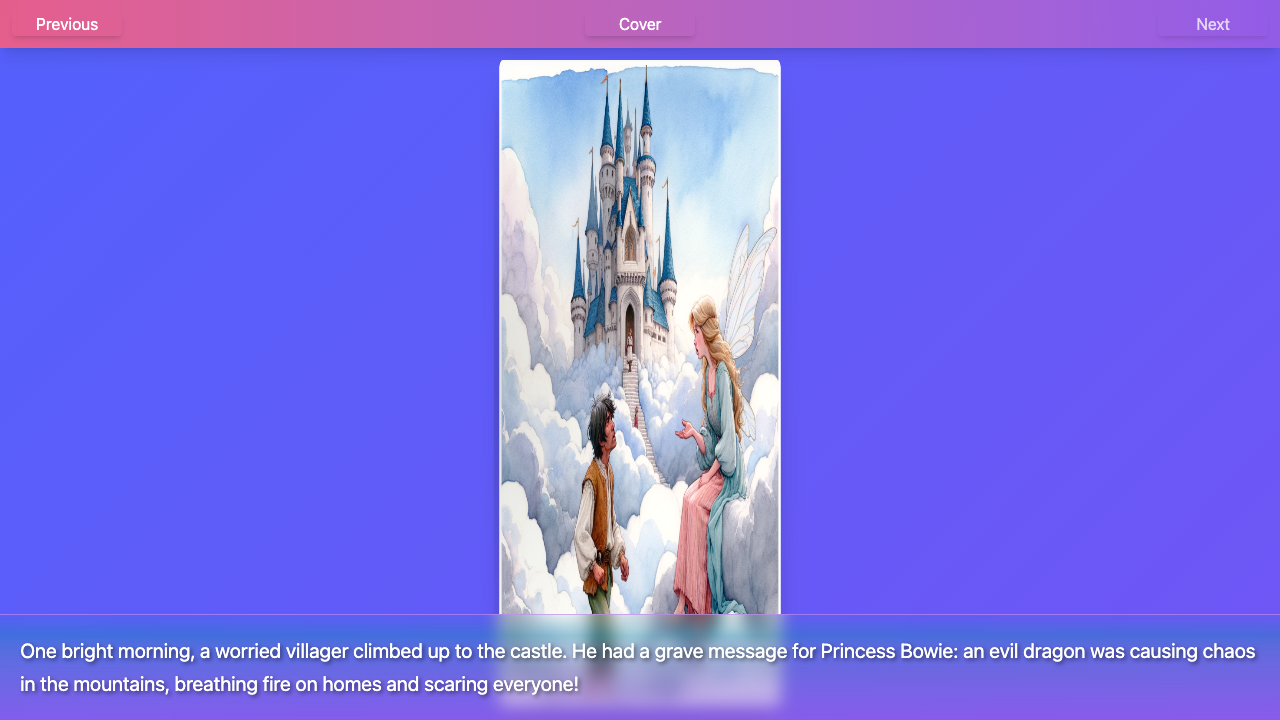 Previous
Cover
Next
One bright morning, a worried villager climbed up to the castle. He had a grave message for Princess Bowie: an evil dragon was causing chaos
in the mountains, breathing fire on homes and scaring everyone!